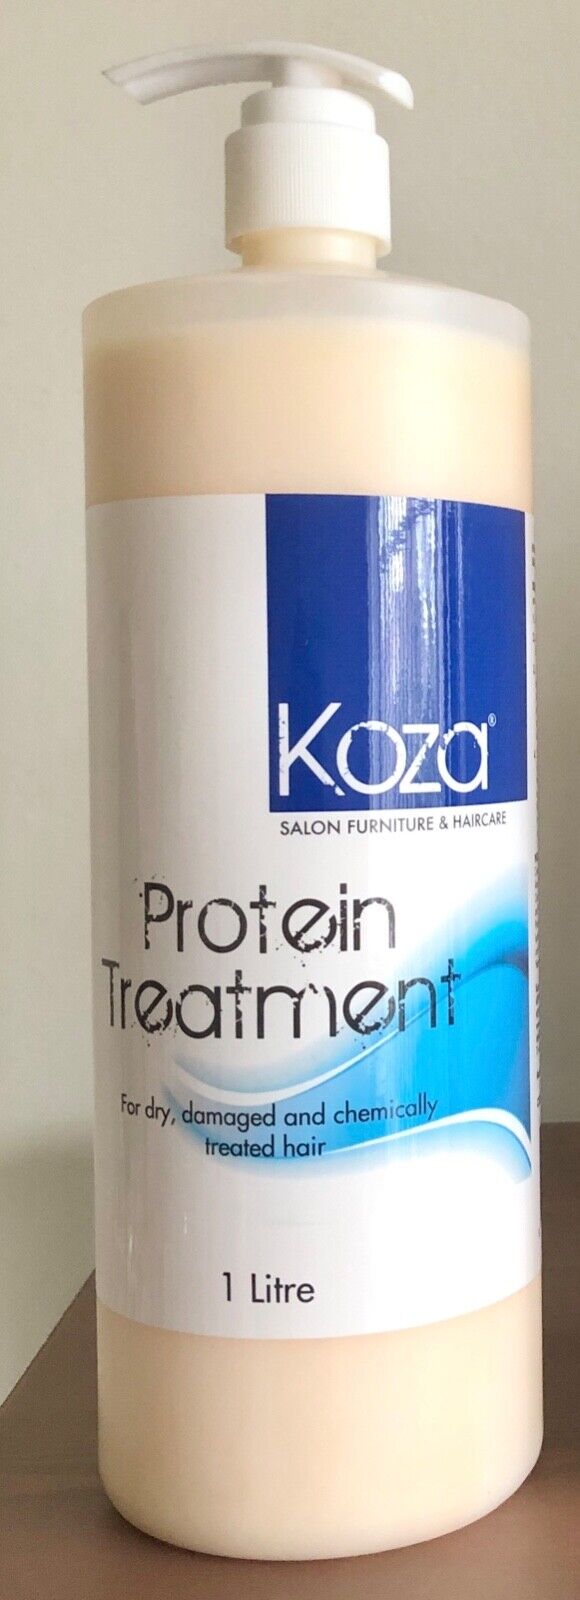 Koza®
SALON FURNITURE & HAIRCARE
Protein
Treatment
For dry, damaged and chemically
treated hair
1 Litre